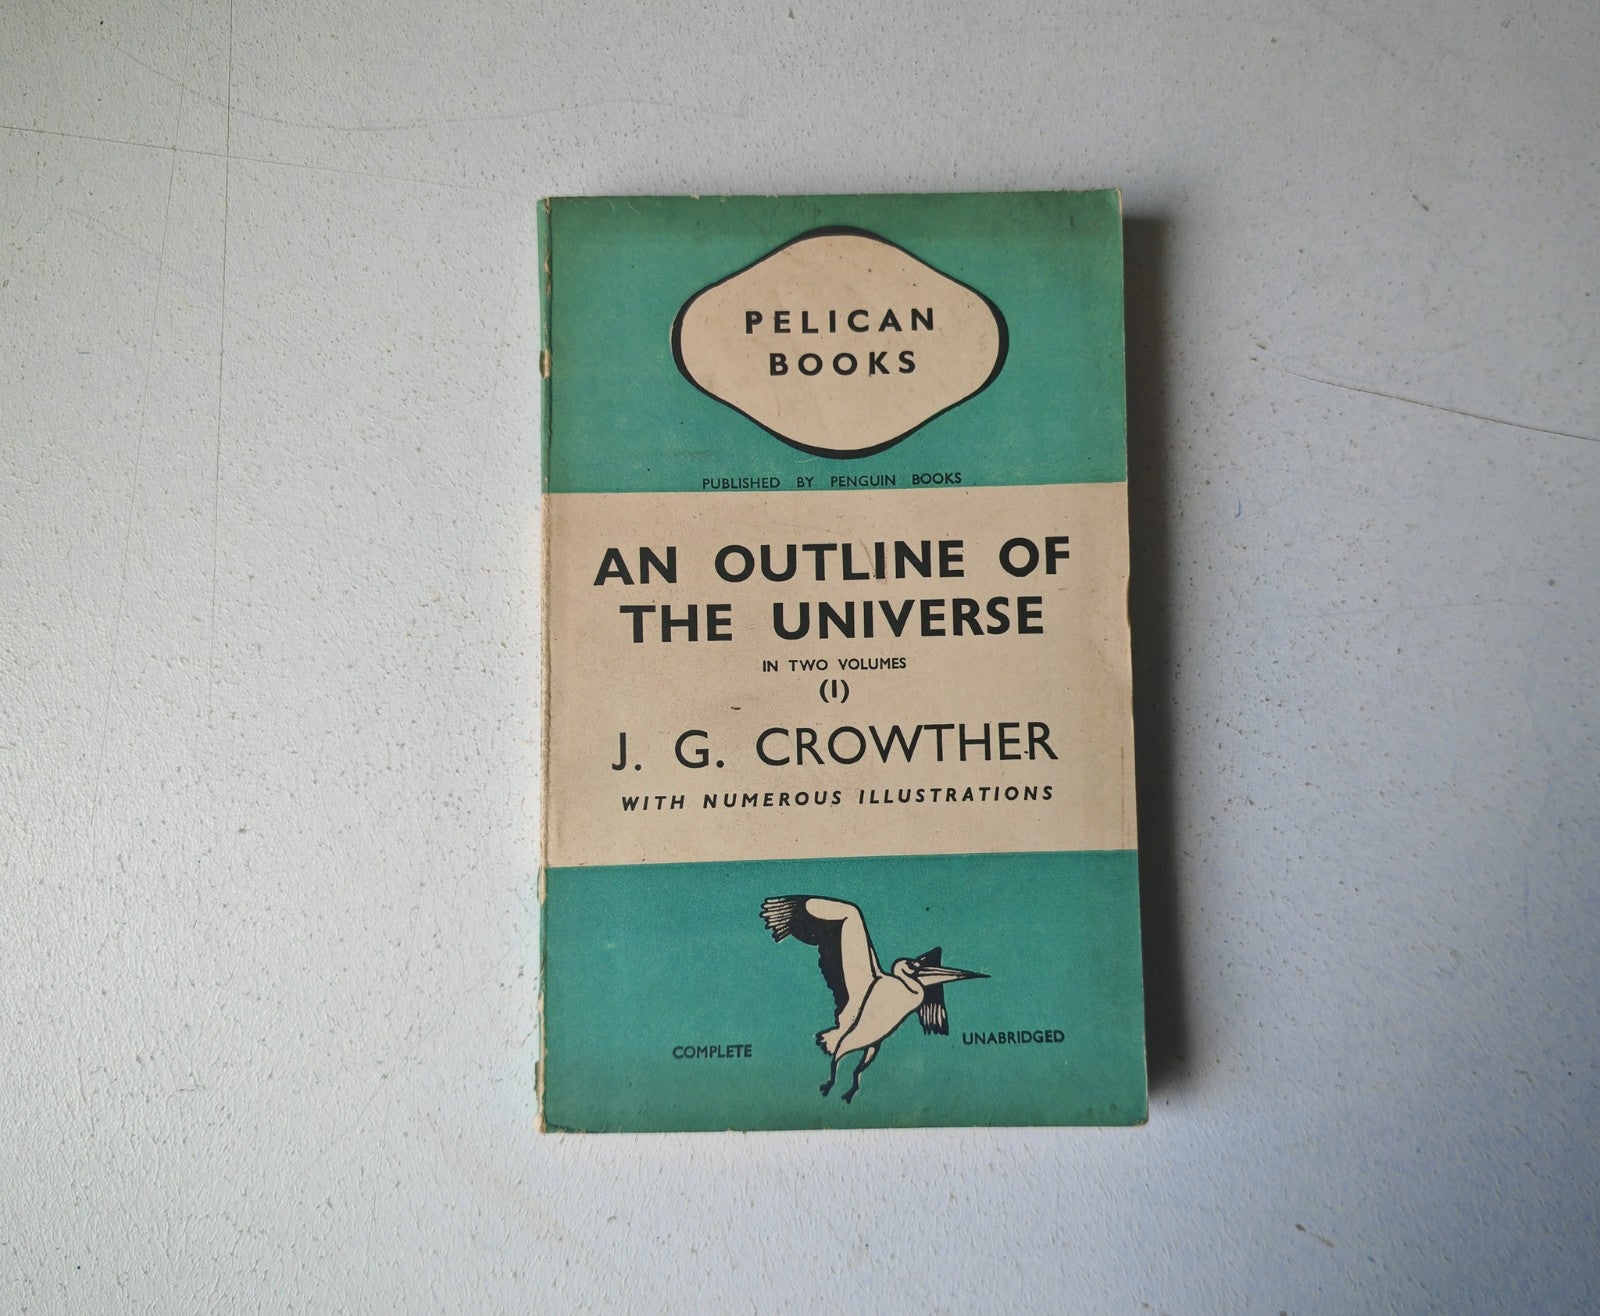 PELICAN
BOOKS
PUBLISHED BY PENGUIN BOOKS
AN OUTLINE OF
THE UNIVERSE
IN TWO VOLUMES
(I)
J. G. CROWTHER
WITH NUMEROUS ILLUSTRATIONS
COMPLETE UNABRIDGED